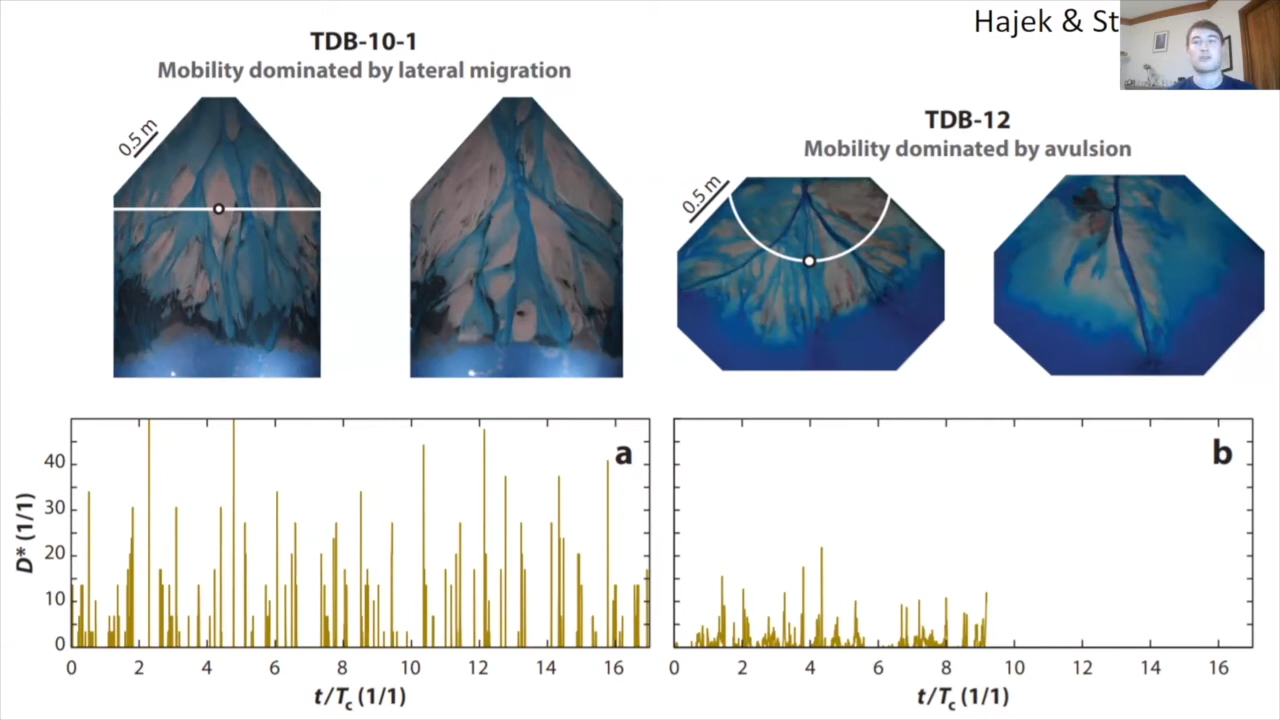 Hajek & St
TDB-10-1
Mobility dominated by lateral migration
0.5 m
TDB-12
Mobility dominated by avulsion
0.5 m
a
D* (1/1)
40
30
20
10
0
0 2 4 6 8 10 12 14 16
t/Tc (1/1)
b
0 2 4 6 8 10 12 14 16
t/Tc (1/1)